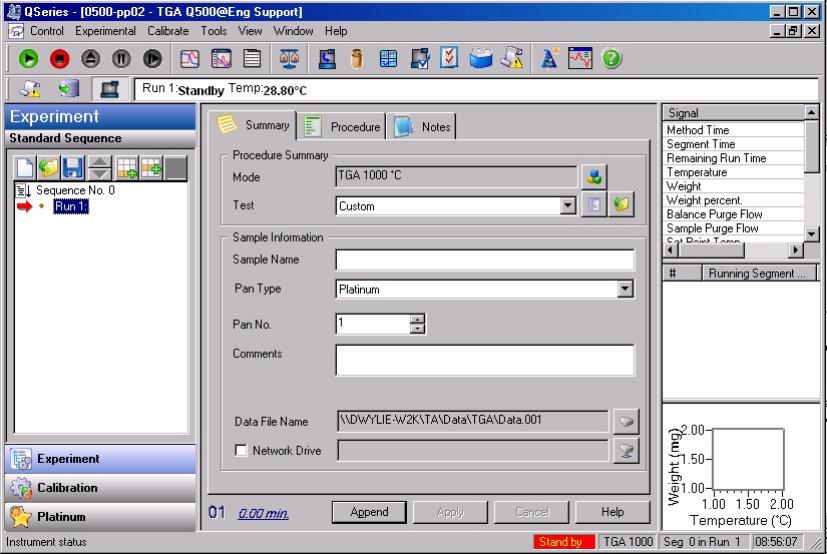 QSeries - [0500-pp02 - TGA Q500@Eng Support]
Control Experimental Calibrate Tools View Window Help
Run 1:Standby Temp:28.80°C
Experiment
Standard Sequence
Sequence No. 0
Run 1:
Experiment
Calibration
Platinum
Summary Procedure Notes
Procedure Summary
Mode TGA 1000 °C
Test Custom
Sample Information
Sample Name
Pan Type Platinum
Pan No. 1
Comments
Data File Name \\DWYLIE-W2K\TA\Data\TGA\Data.001
Network Drive
01 0.00 min. Append Apply Cancel Help
Signal
Method Time
Segment Time
Remaining Run Time
Temperature
Weight
Weight percent.
Balance Purge Flow
Sample Purge Flow
Set Point Temp
# Running Segment ...
Weight (mg)
2.00
1.50
1.00
1.00 1.50 2.00
Temperature (°C)
Instrument status Stand by TGA 1000 Seg 0 in Run 1 08:56:07